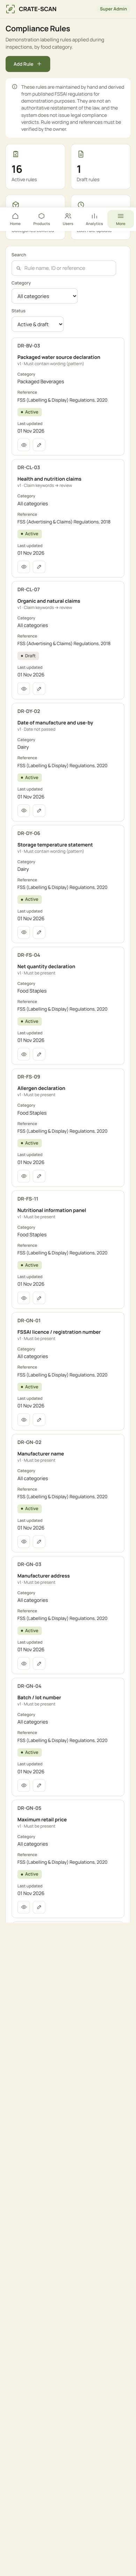 CRATE-SCAN
Super Admin
Compliance Rules
Demonstration labelling rules applied during
inspections, by food category.
Add Rule +
These rules are maintained by hand and derived
from published FSSAI regulations for
demonstration purposes. They are not an
authoritative restatement of the law and do not
replace legal review. Rule wording and
references must be
verified by the owner.
16
Active rules
1
Draft rules
Home
Products
Users
Analytics
More
Search
Rule name, ID or reference
Category
All categories
Status
Active & draft
DR-BV-03
Packaged water source declaration
v1 · Must contain wording (pattern)
Category
Packaged Beverages
Reference
FSS (Labelling & Display) Regulations, 2020
Active
Last updated
01 Nov 2026
DR-CL-03
Health and nutrition claims
v1 · Claim keywords → review
Category
All categories
Reference
FSS (Advertising & Claims) Regulations, 2018
Active
Last updated
01 Nov 2026
DR-CL-07
Organic and natural claims
v1 · Claim keywords → review
Category
All categories
Reference
FSS (Advertising & Claims) Regulations, 2018
Draft
Last updated
01 Nov 2026
DR-DY-02
Date of manufacture and use-by
v1 · Date not passed
Category
Dairy
Reference
FSS (Labelling & Display) Regulations, 2020
Active
Last updated
01 Nov 2026
DR-DY-06
Storage temperature statement
v1 · Must contain wording (pattern)
Category
Dairy
Reference
FSS (Labelling & Display) Regulations, 2020
Active
Last updated
01 Nov 2026
DR-FS-04
Net quantity declaration
v1 · Must be present
Category
Food Staples
Reference
FSS (Labelling & Display) Regulations, 2020
Active
Last updated
01 Nov 2026
DR-FS-09
Allergen declaration
v1 · Must be present
Category
Food Staples
Reference
FSS (Labelling & Display) Regulations, 2020
Active
Last updated
01 Nov 2026
DR-FS-11
Nutritional information panel
v1 · Must be present
Category
Food Staples
Reference
FSS (Labelling & Display) Regulations, 2020
Active
Last updated
01 Nov 2026
DR-GN-01
FSSAI licence / registration number
v1 · Must be present
Category
All categories
Reference
FSS (Labelling & Display) Regulations, 2020
Active
Last updated
01 Nov 2026
DR-GN-02
Manufacturer name
v1 · Must be present
Category
All categories
Reference
FSS (Labelling & Display) Regulations, 2020
Active
Last updated
01 Nov 2026
DR-GN-03
Manufacturer address
v1 · Must be present
Category
All categories
Reference
FSS (Labelling & Display) Regulations, 2020
Active
Last updated
01 Nov 2026
DR-GN-04
Batch / lot number
v1 · Must be present
Category
All categories
Reference
FSS (Labelling & Display) Regulations, 2020
Active
Last updated
01 Nov 2026
DR-GN-05
Maximum retail price
v1 · Must be present
Category
All categories
Reference
FSS (Labelling & Display) Regulations, 2020
Active
Last updated
01 Nov 2026